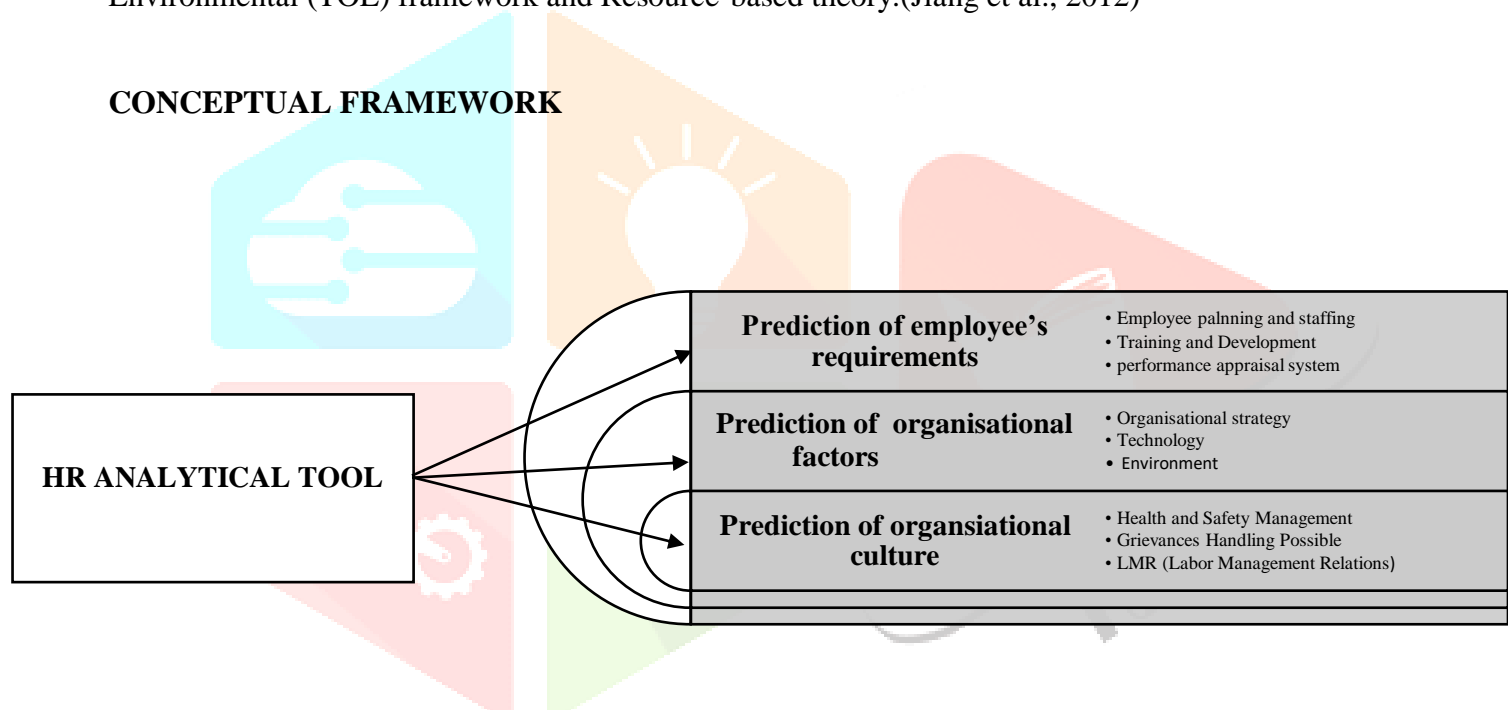 Environmental (TOE) framework and Resource-based theory.(Jiang et al., 2012)
CONCEPTUAL FRAMEWORK
HR ANALYTICAL TOOL
Prediction of employee’s
requirements
• Employee palnning and staffing
• Training and Development
• performance appraisal system
Prediction of organisational
factors
• Organisational strategy
• Technology
• Environment
Prediction of organsiational
culture
• Health and Safety Management
• Grievances Handling Possible
• LMR (Labor Management Relations)